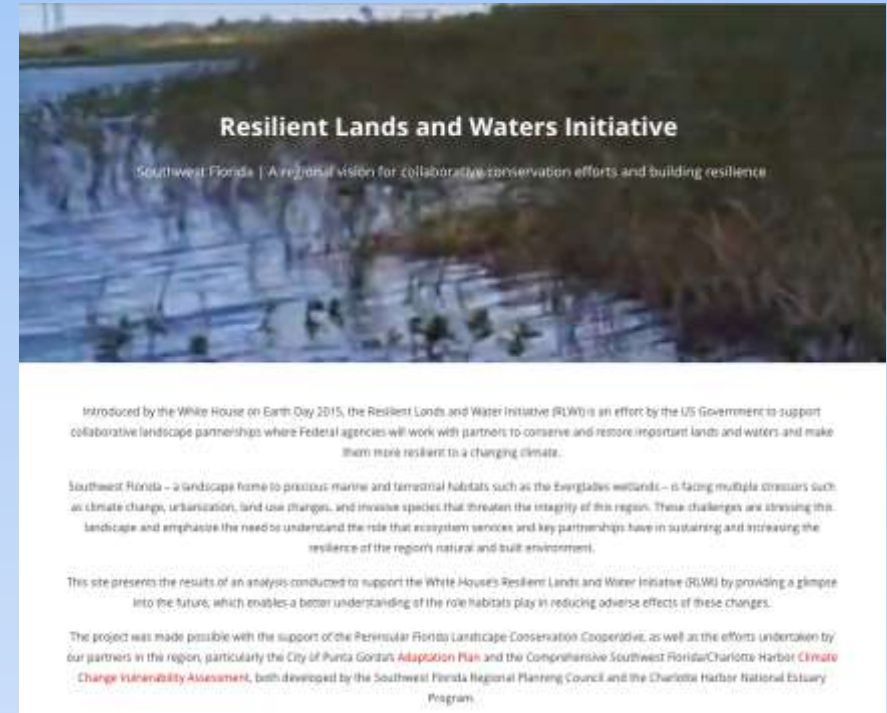 Resilient Lands and Waters Initiative
Southwest Florida | A regional vision for collaborative conservation efforts and building resilience
Introduced by the White House on Earth Day 2015, the Resilient Lands and Water Initiative (RLWI) is an effort by the US Government to support
collaborative landscape partnerships where Federal agencies will work with partners to conserve and restore important lands and waters and make
them more resilient to a changing climate.
Southwest Florida – a landscape home to precious marine and terrestrial habitats such as the Everglades wetlands – is facing multiple stressors such
as climate change, urbanization, land use changes, and invasive species that threaten the integrity of this region. These challenges are stressing this
landscape and emphasize the need to understand the role that ecosystem services and key partnerships have in sustaining and increasing the
resilience of the region's natural and built environment.
This site presents the results of an analysis conducted to support the White House's Resilient Lands and Water Initiative (RLWI) by providing a glimpse
into the future, which enables a better understanding of the role habitats play in reducing adverse effects of these changes.
The project was made possible with the support of the Peninsular Florida Landscape Conservation Cooperative, as well as the efforts undertaken by
our partners in the region, particularly the City of Punta Gorda's Adaptation Plan and the Comprehensive Southwest Florida/Charlotte Harbor Climate
Change Vulnerability Assessment, both developed by the Southwest Florida Regional Planning Council and the Charlotte Harbor National Estuary
Program.